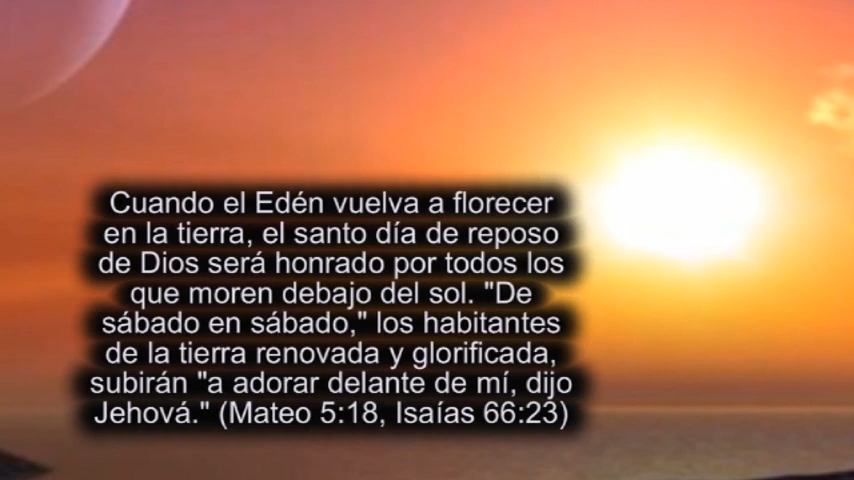 Cuando el Edén vuelva a florecer
en la tierra, el santo día de reposo
de Dios será honrado por todos los
que moren debajo del sol. "De
sábado en sábado," los habitantes
de la tierra renovada y glorificada,
subirán "a adorar delante de mí, dijo
Jehová." (Mateo 5:18, Isaías 66:23)